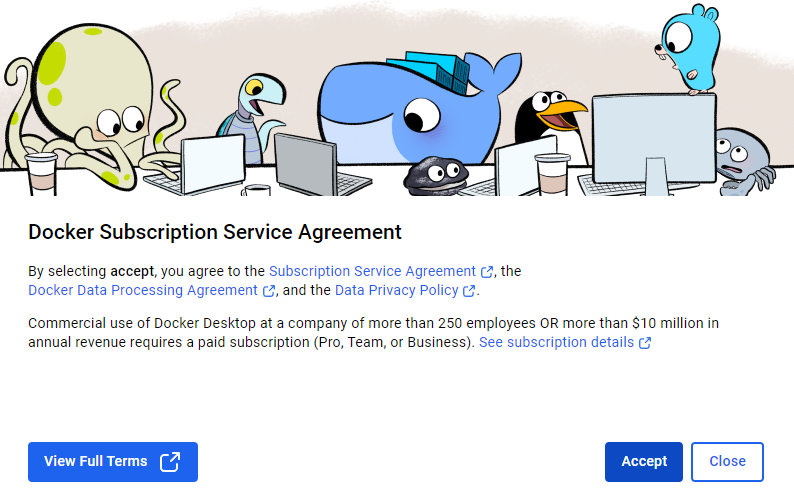 Docker Subscription Service Agreement
By selecting accept, you agree to the Subscription Service Agreement, the
Docker Data Processing Agreement, and the Data Privacy Policy.
Commercial use of Docker Desktop at a company of more than 250 employees OR more than $10 million in
annual revenue requires a paid subscription (Pro, Team, or Business). See subscription details
View Full Terms
Accept
Close